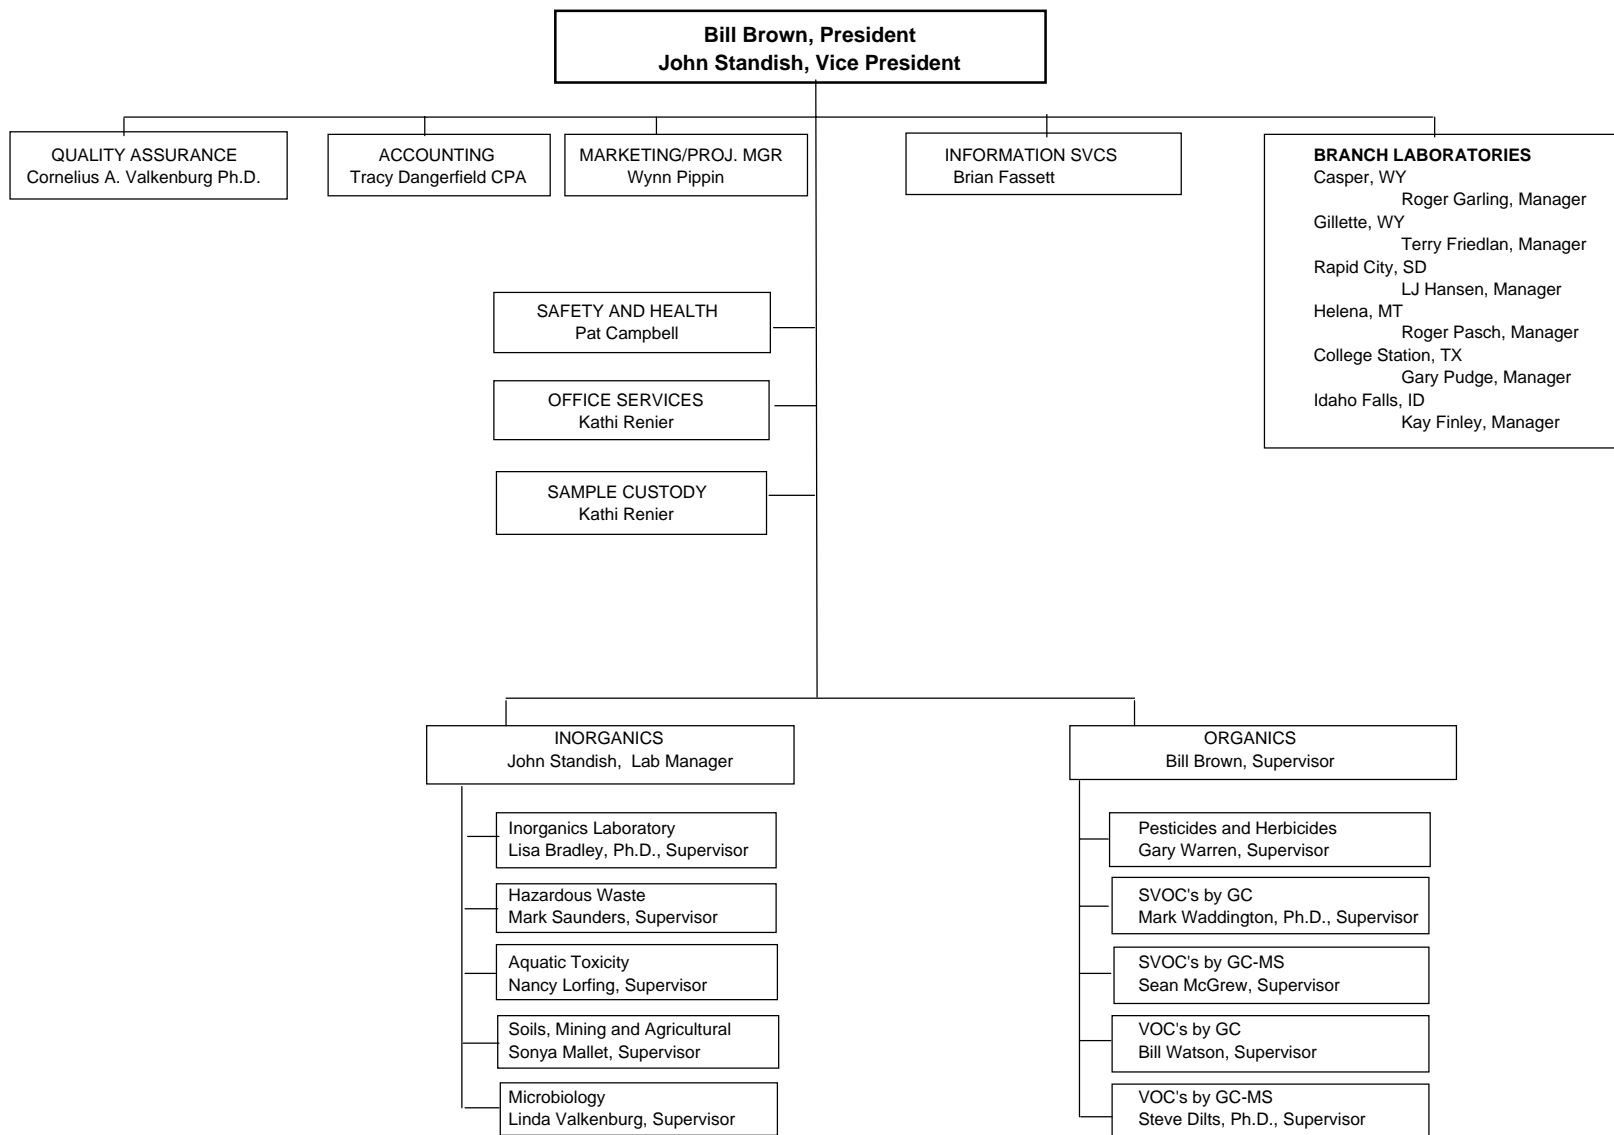 Bill Brown, President
John Standish, Vice President
QUALITY ASSURANCE
Cornelius A. Valkenburg Ph.D.
ACCOUNTING
Tracy Dangerfield CPA
MARKETING/PROJ. MGR
Wynn Pippin
INFORMATION SVCS
Brian Fassett
BRANCH LABORATORIES
Casper, WY
Roger Garling, Manager
Gillette, WY
Terry Friedlan, Manager
Rapid City, SD
LJ Hansen, Manager
Helena, MT
Roger Pasch, Manager
College Station, TX
Gary Pudge, Manager
Idaho Falls, ID
Kay Finley, Manager
SAFETY AND HEALTH
Pat Campbell
OFFICE SERVICES
Kathi Renier
SAMPLE CUSTODY
Kathi Renier
INORGANICS
John Standish, Lab Manager
Inorganics Laboratory
Lisa Bradley, Ph.D., Supervisor
Hazardous Waste
Mark Saunders, Supervisor
Aquatic Toxicity
Nancy Lorfing, Supervisor
Soils, Mining and Agricultural
Sonya Mallet, Supervisor
Microbiology
Linda Valkenburg, Supervisor
ORGANICS
Bill Brown, Supervisor
Pesticides and Herbicides
Gary Warren, Supervisor
SVOC's by GC
Mark Waddington, Ph.D., Supervisor
SVOC's by GC-MS
Sean McGrew, Supervisor
VOC's by GC
Bill Watson, Supervisor
VOC's by GC-MS
Steve Dilts, Ph.D., Supervisor